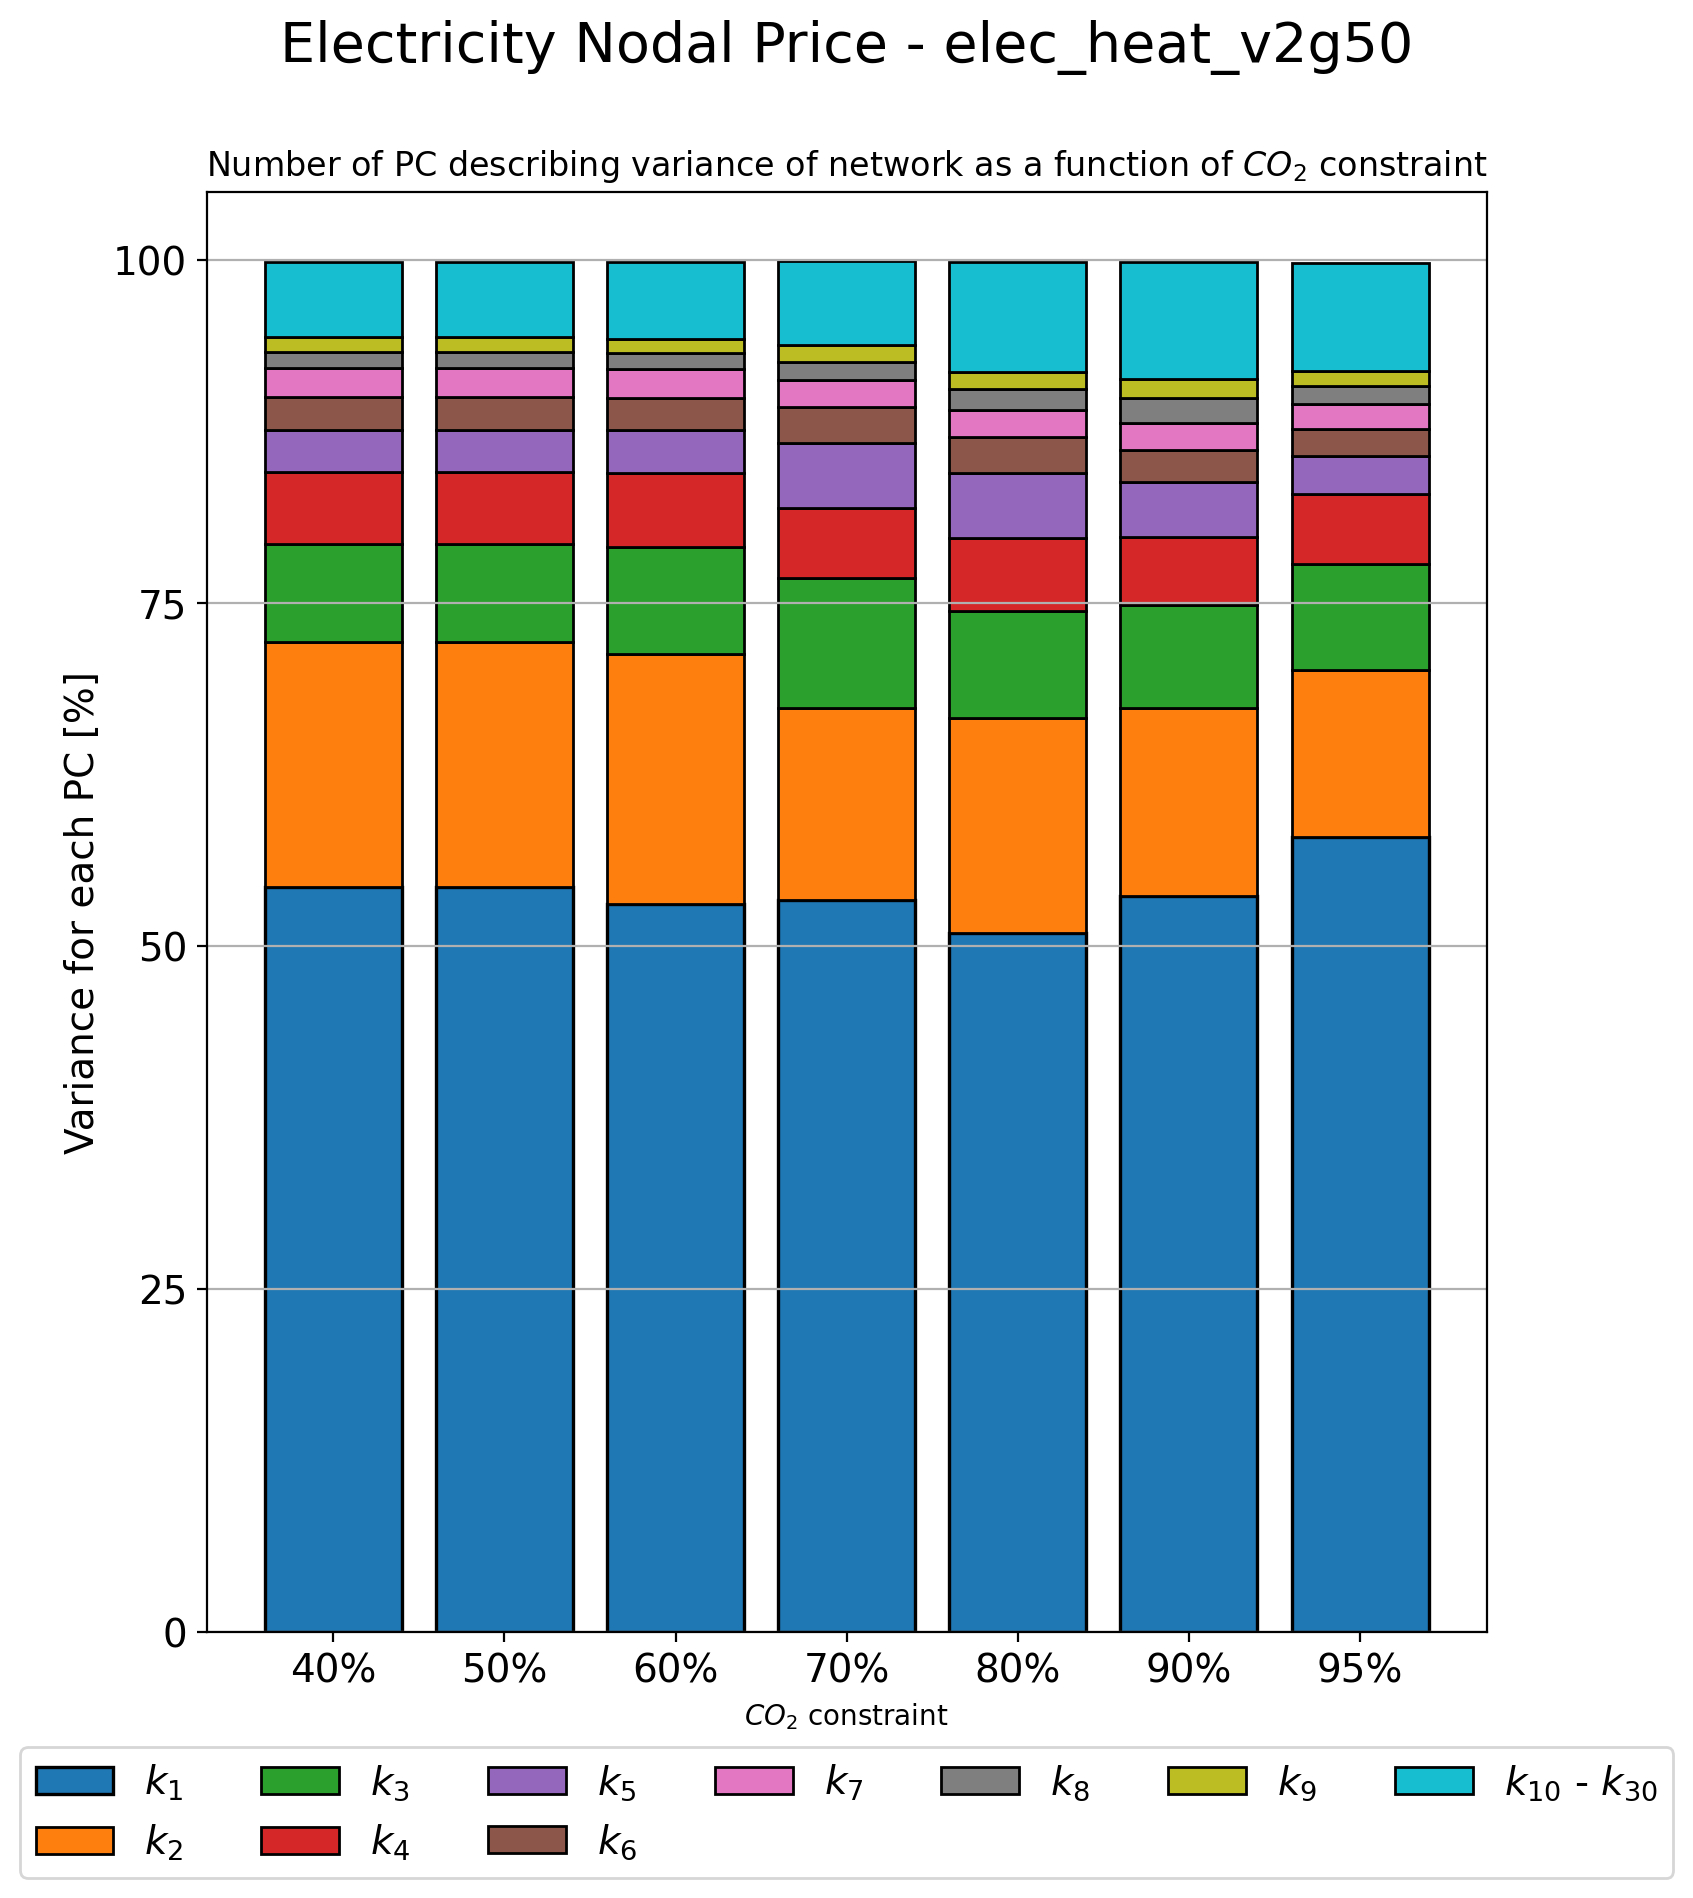 Electricity Nodal Price - elec_heat_v2g50
Number of PC describing variance of network as a function of CO₂ constraint
Variance for each PC [%]
100
75
50
25
0
40% 50% 60% 70% 80% 90% 95%
CO₂ constraint
k₁ k₃ k₅ k₇ k₈ k₉ k₁₀ - k₃₀
k₂ k₄ k₆